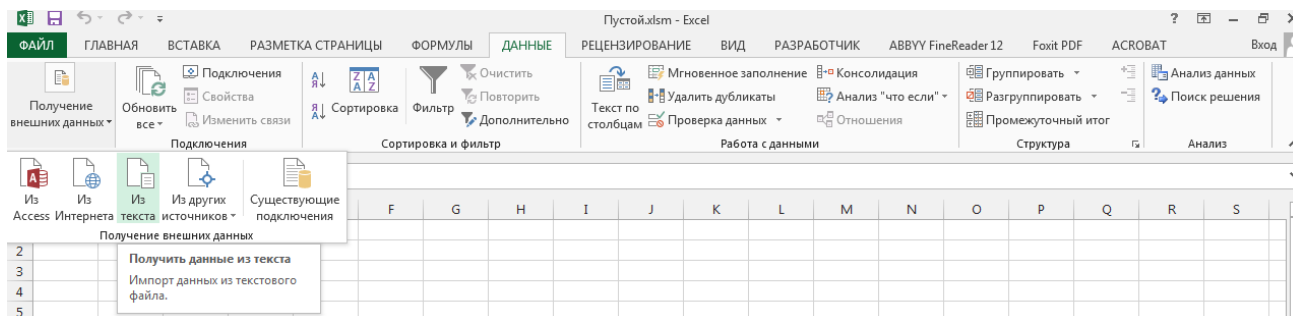 Пустой.xlsm - Excel
ФАЙЛ ГЛАВНАЯ ВСТАВКА РАЗМЕТКА СТРАНИЦЫ ФОРМУЛЫ ДАННЫЕ РЕЦЕНЗИРОВАНИЕ ВИД РАЗРАБОТЧИК ABBYY FineReader 12 Foxit PDF ACROBAT Вход
Получение внешних данных
Обновить все
Подключения
Свойства
Изменить связи
Подключения
Сортировка
Фильтр
Очистить
Повторить
Дополнительно
Сортировка и фильтр
Текст по столбцам
Мгновенное заполнение
Удалить дубликаты
Проверка данных
Консолидация
Анализ "что если"
Отношения
Работа с данными
Группировать
Разгруппировать
Промежуточный итог
Структура
Анализ данных
Поиск решения
Анализ
Из Access
Из Интернета
Из текста
Из других источников
Существующие подключения
Получение внешних данных
F G H I J K L M N O P Q R S
2
3
4
5
Получить данные из текста
Импорт данных из текстового
файла.